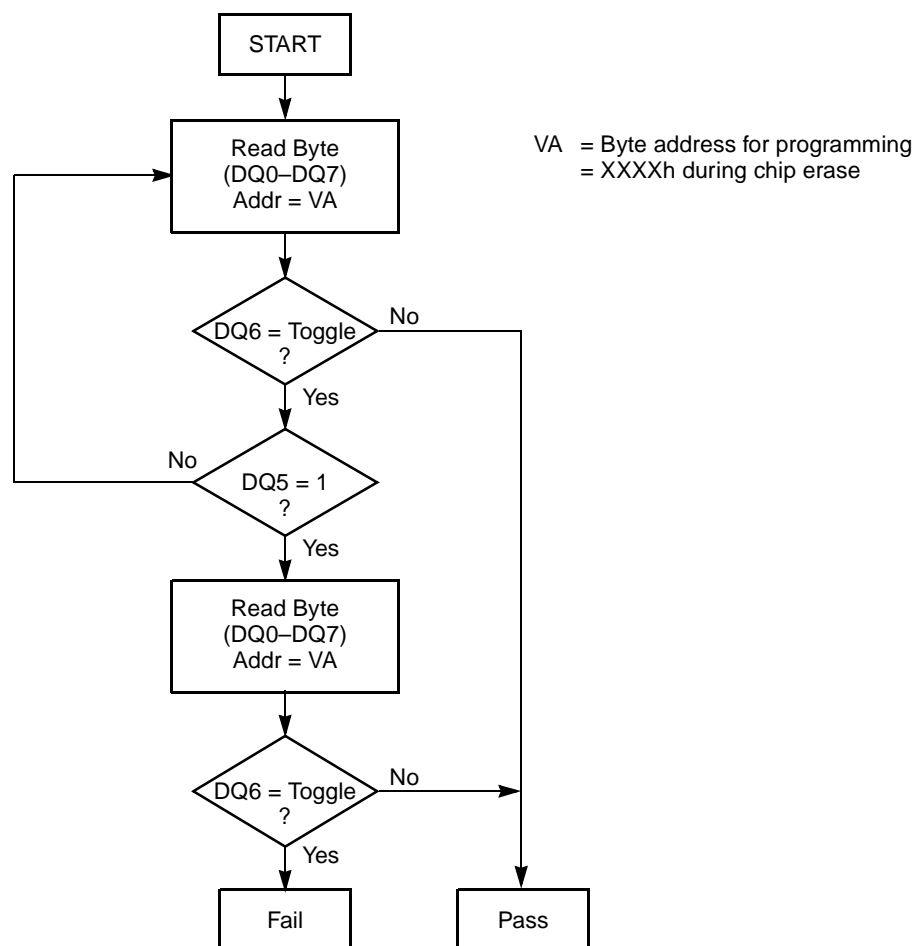 START
Read Byte
(DQ0–DQ7)
Addr = VA
VA = Byte address for programming
= XXXXh during chip erase
DQ6 = Toggle
?
No
Yes
No
DQ5 = 1
?
Yes
Read Byte
(DQ0–DQ7)
Addr = VA
DQ6 = Toggle
?
No
Yes
Fail
Pass